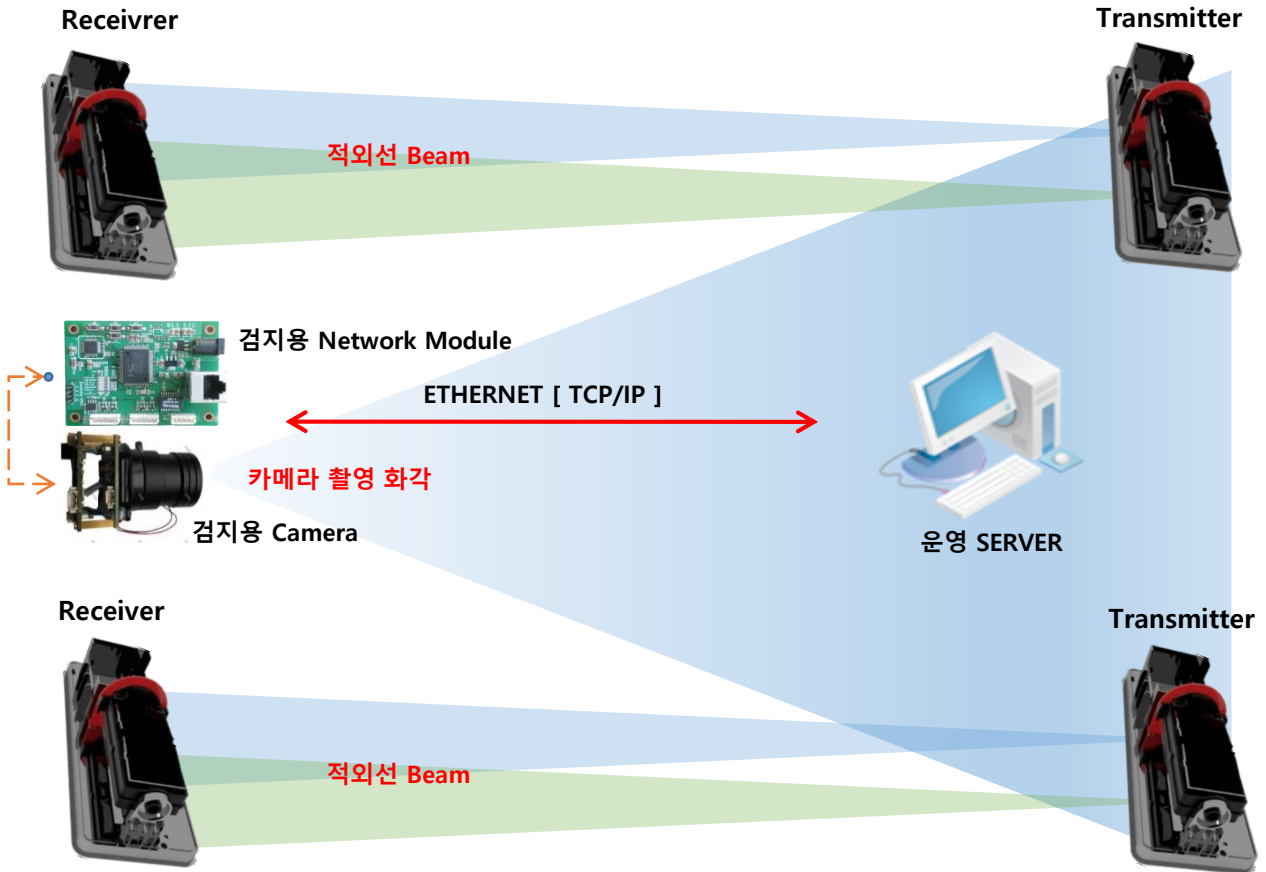 Receivrer
Transmitter
적외선 Beam
검지용 Network Module
ETHERNET [ TCP/IP ]
카메라 촬영 화각
검지용 Camera
운영 SERVER
Receiver
Transmitter
적외선 Beam